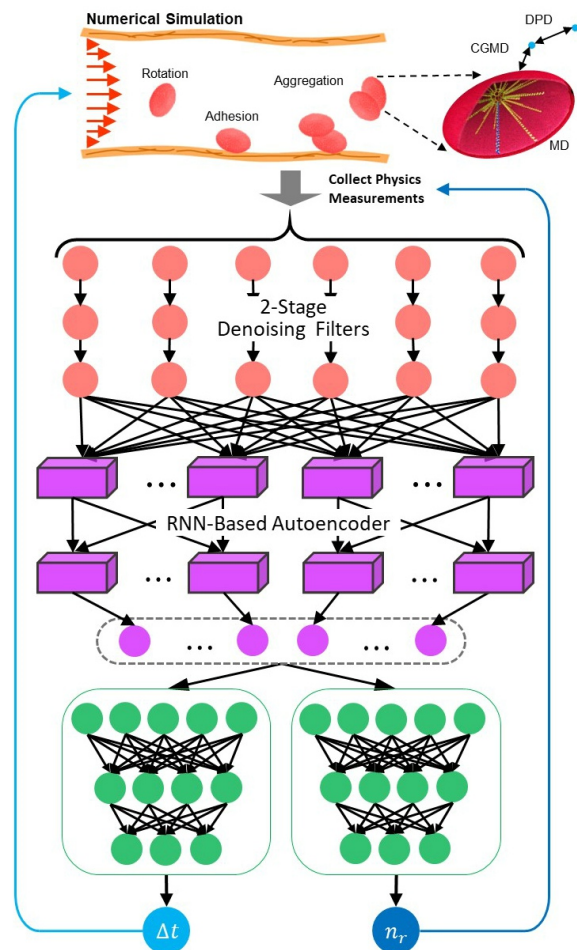 Numerical Simulation
DPD
CGMD
Rotation
Aggregation
Adhesion
MD
Collect Physics
Measurements
2-Stage
Denoising Filters
...
...
RNN-Based Autoencoder
...
...
...
...
Δt
n_r